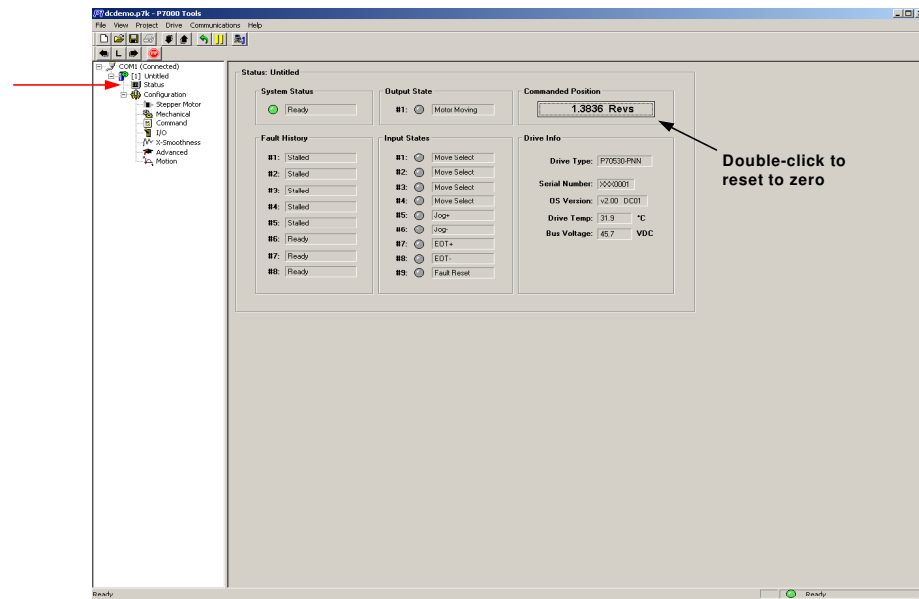 dcdemo.p7k - P7000 Tools
File View Project Drive Communications Help
COM1 (Connected)
[1] Untitled
Status
Configuration
Stepper Motor
Mechanical
Command
I/O
X-Smoothness
Advanced
Motion
Status: Untitled
System Status
Ready
Output State
#1: Motor Moving
Commanded Position
1.3836 Revs
Double-click to
reset to zero
Fault History
#1: Stalled
#2: Stalled
#3: Stalled
#4: Stalled
#5: Stalled
#6: Ready
#7: Ready
#8: Ready
Input States
#1: Move Select
#2: Move Select
#3: Move Select
#4: Move Select
#5: Jog+
#6: Jog-
#7: EOT+
#8: EOT-
#9: Fault Reset
Drive Info
Drive Type: P70530-PNN
Serial Number: XXX0001
OS Version: v2.00 DC01
Drive Temp: 31.9 °C
Bus Voltage: 45.7 VDC
Ready
Ready